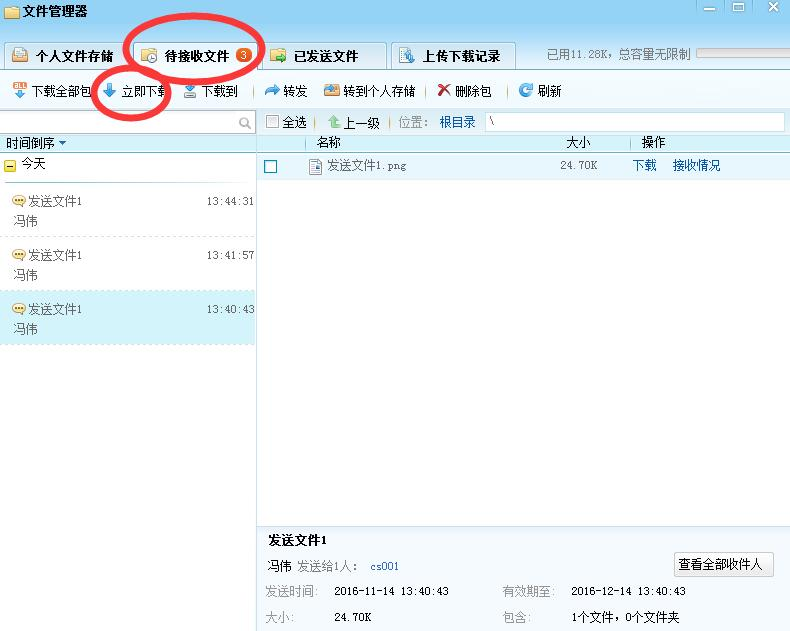 文件管理器
个人文件存储 待接收文件 3 已发送文件 上传下载记录 已用11.28K，总容量无限制
ALL 下载全部包 立即下载 下载到 转发 转到个人存储 删除包 刷新
全选 上一级 位置： 根目录 \
时间倒序 名称 大小 操作
今天
发送文件1.png 24.70K 下载 接收情况
发送文件1 13:44:31
冯伟
发送文件1 13:41:57
冯伟
发送文件1 13:40:43
冯伟
发送文件1
冯伟 发送给1人： cs001 查看全部收件人
发送时间： 2016-11-14 13:40:43 有效期至： 2016-12-14 13:40:43
大小： 24.70K 包含： 1个文件，0个文件夹